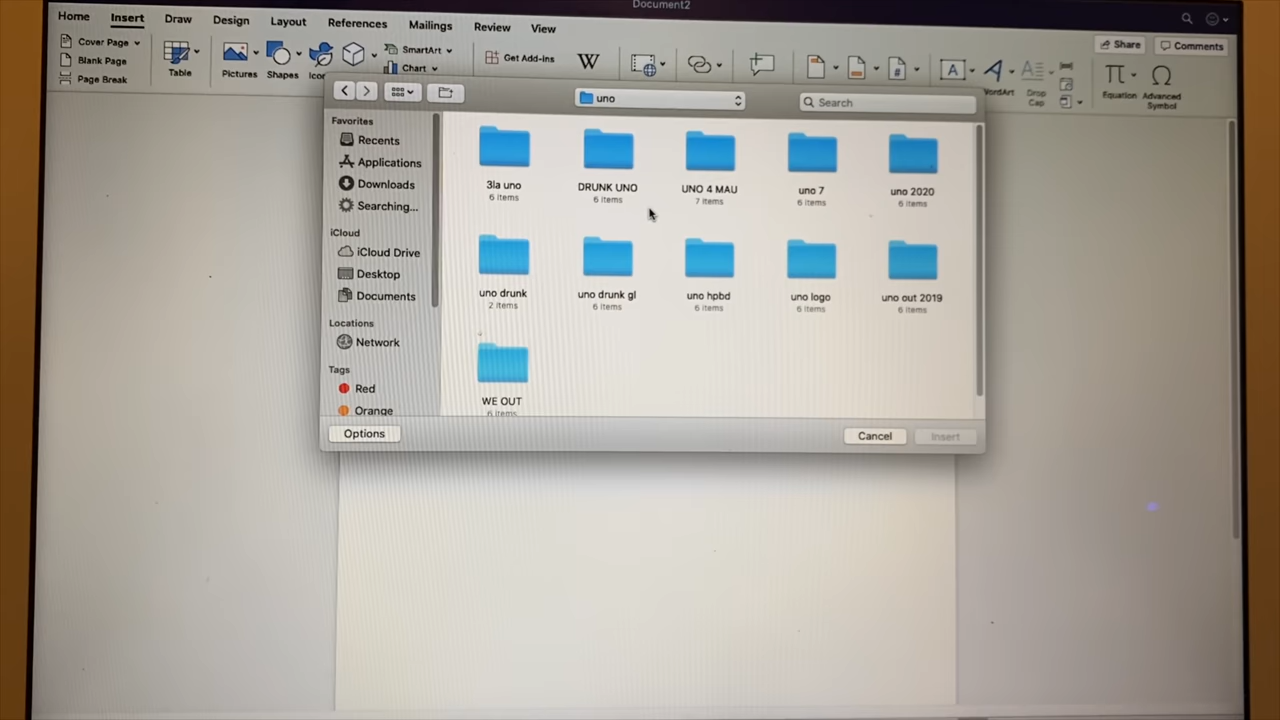 Document2
Home Insert Draw Design Layout References Mailings Review View
Share Comments
Cover Page
Blank Page
Page Break
Table
Pictures
Shapes
SmartArt
Chart
Get Add-ins
W
Drop
Cap
Equation
Advanced
Symbol
uno
Search
Favorites
Recents
Applications
Downloads
Searching...
iCloud
iCloud Drive
Desktop
Documents
Locations
Network
Tags
Red
Orange
3la uno
6 items
DRUNK UNO
6 items
UNO 4 MAU
7 items
uno 7
6 items
uno 2020
6 items
uno drunk
2 items
uno drunk gl
6 items
uno hpbd
6 items
uno logo
6 items
uno out 2019
6 items
WE OUT
6 items
Options
Cancel
Insert